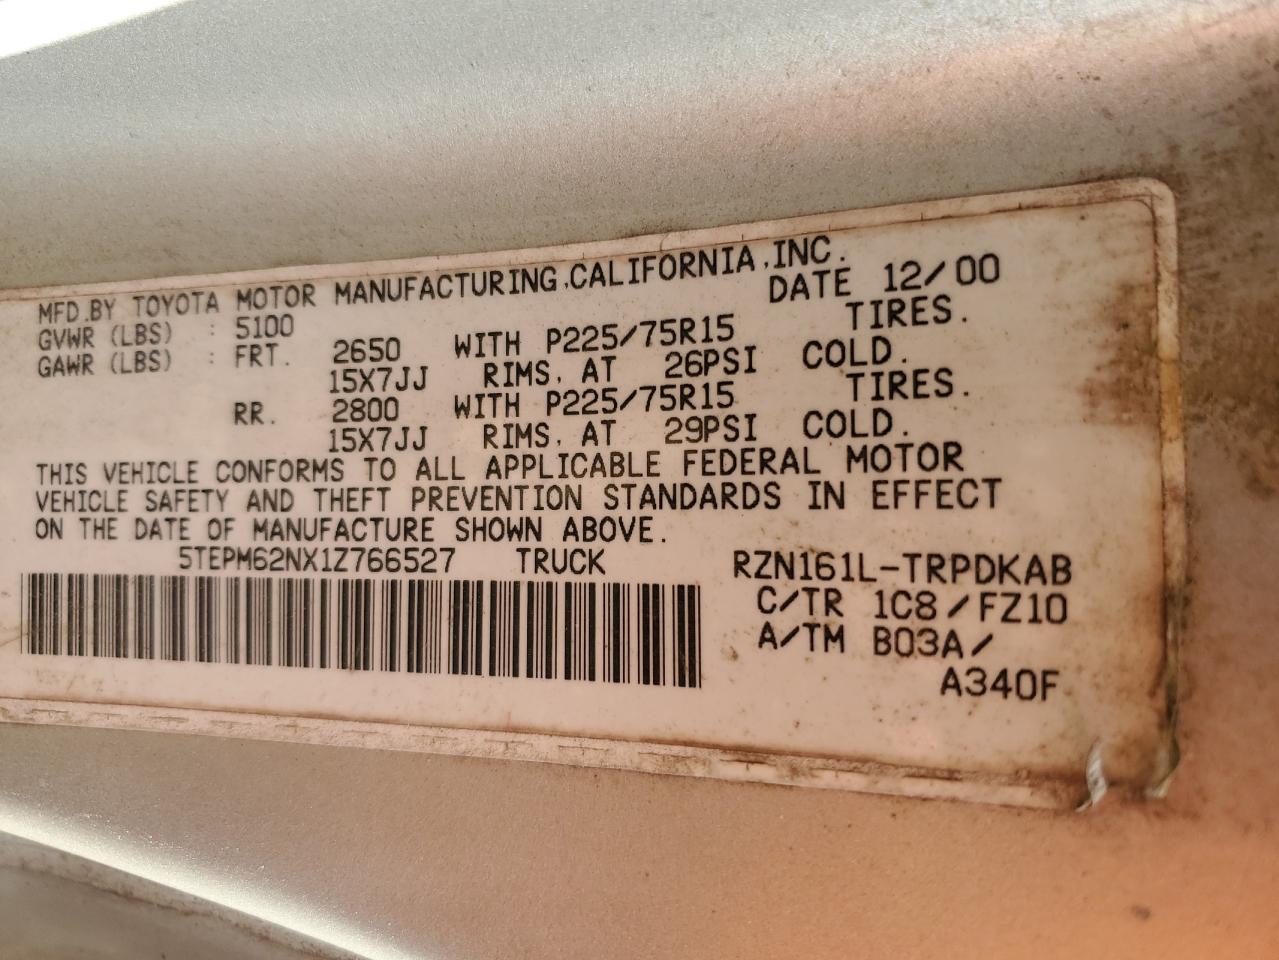 MFD.BY TOYOTA MOTOR MANUFACTURING,CALIFORNIA,INC.
DATE 12/00
GVWR (LBS) : 5100
GAWR (LBS) : FRT. 2650 WITH P225/75R15 TIRES.
15X7JJ RIMS, AT 26PSI COLD.
RR. 2800 WITH P225/75R15 TIRES.
15X7JJ RIMS, AT 29PSI COLD.
THIS VEHICLE CONFORMS TO ALL APPLICABLE FEDERAL MOTOR
VEHICLE SAFETY AND THEFT PREVENTION STANDARDS IN EFFECT
ON THE DATE OF MANUFACTURE SHOWN ABOVE.
5TEPM62NX1Z766527 TRUCK RZN161L-TRPDKAB
C/TR 1C8/FZ10
A/TM B03A/
A340F